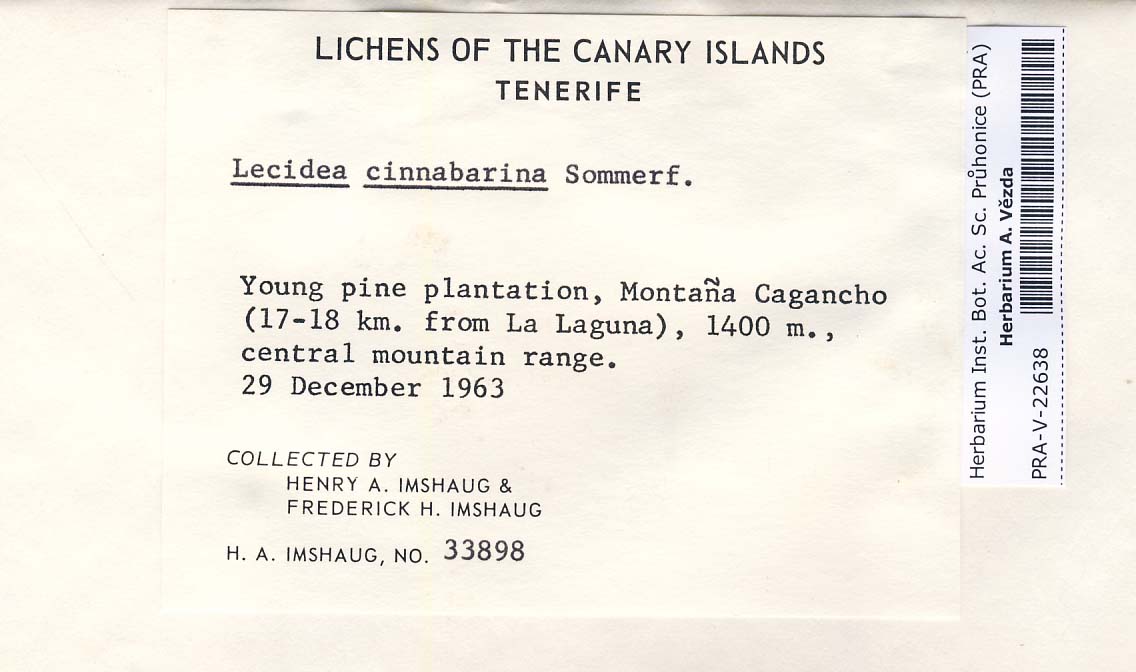 LICHENS OF THE CANARY ISLANDS
TENERIFE
Lecidea cinnabarina Sommerf.
Young pine plantation, Montaña Cagancho
(17-18 km. from La Laguna), 1400 m.,
central mountain range.
29 December 1963
COLLECTED BY
HENRY A. IMSHAUG &
FREDERICK H. IMSHAUG
H. A. IMSHAUG, NO. 33898
Herbarium Inst. Bot. Ac. Sc. Průhonice (PRA)
Herbarium A. Vězda
PRA-V-22638